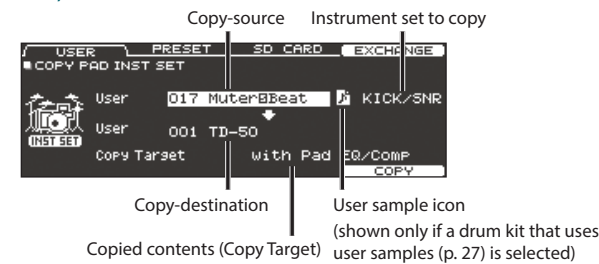 Copy-source Instrument set to copy
USER PRESET SD CARD EXCHANGE
COPY PAD INST SET
User 017 Muter⊠Beat KICK/SNR
User 001 TD-50
INST SET
Copy Target with Pad EQ/Comp
COPY
Copy-destination User sample icon
(shown only if a drum kit that uses
Copied contents (Copy Target) user samples (p. 27) is selected)